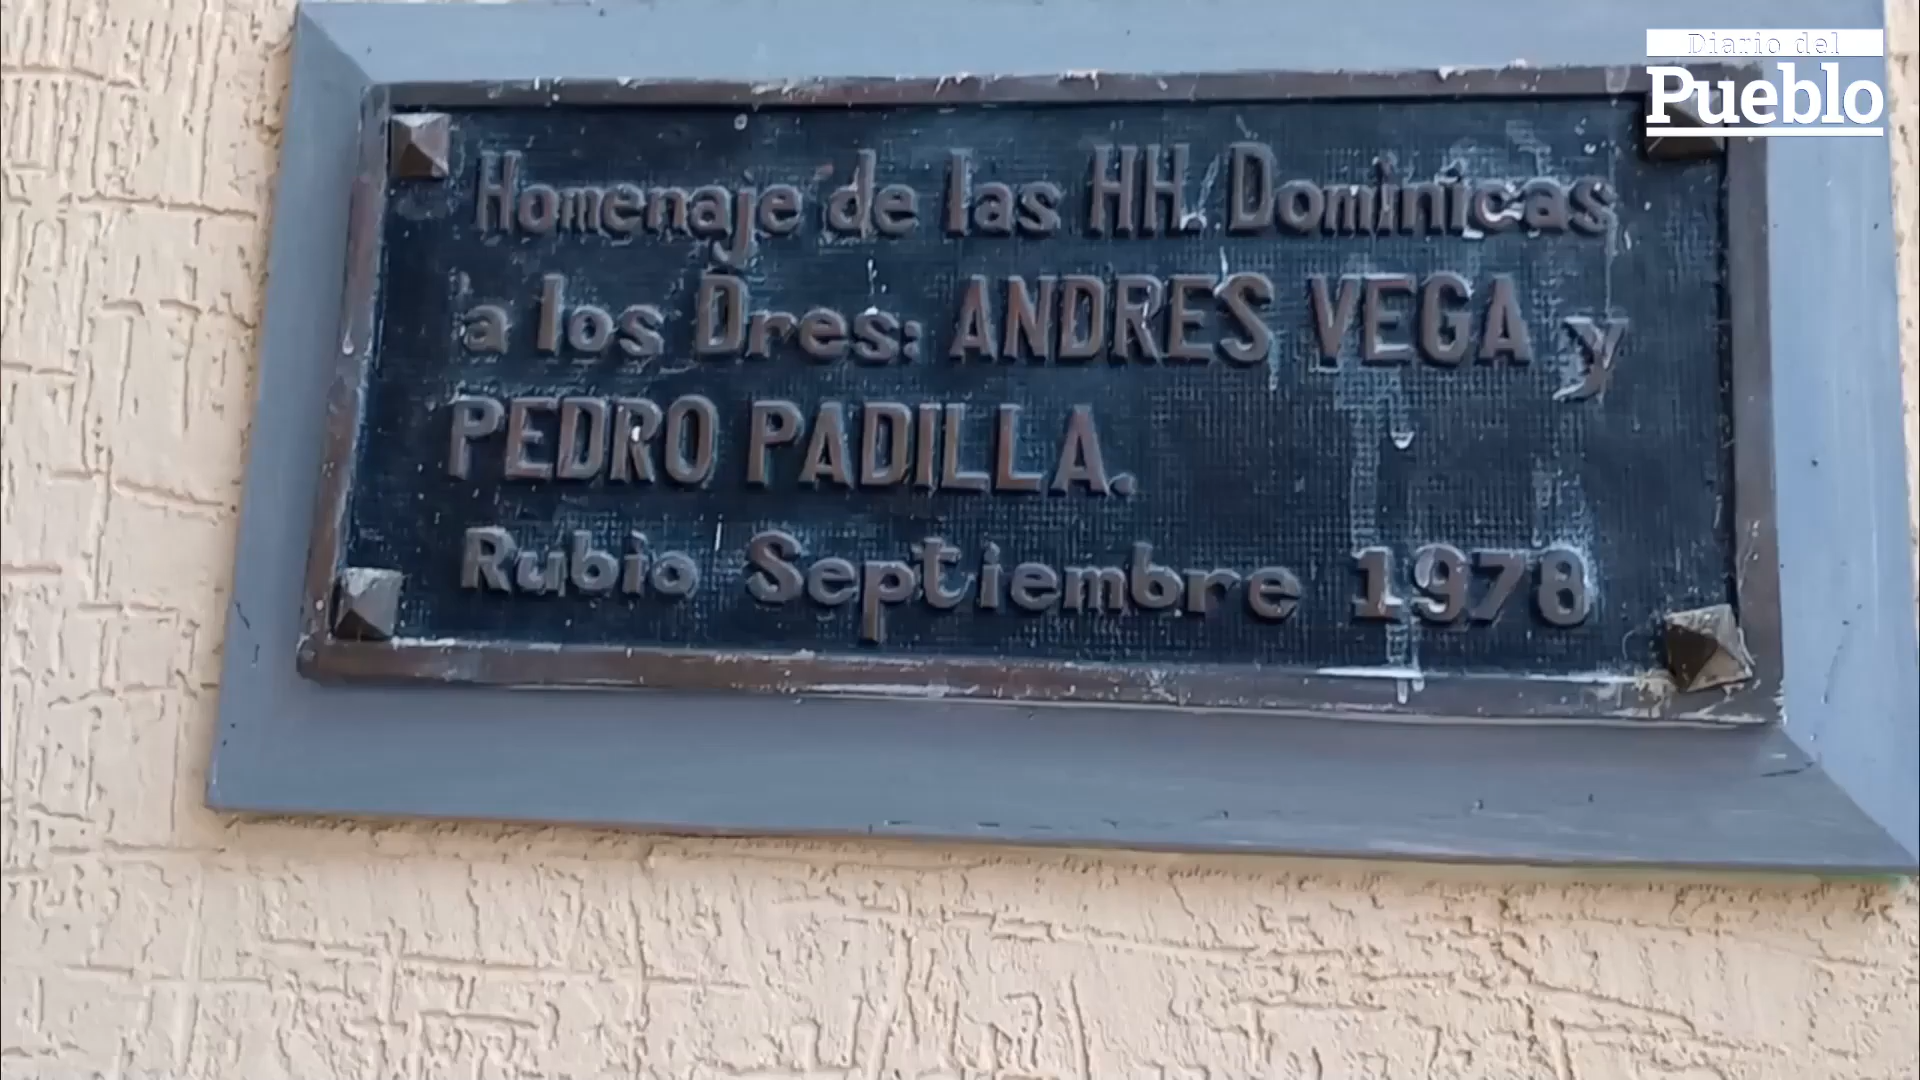 Diario del
Pueblo
Homenaje de las HH. Dominicas
a los Dres: ANDRES VEGA y
PEDRO PADILLA.
Rubio Septiembre 1978